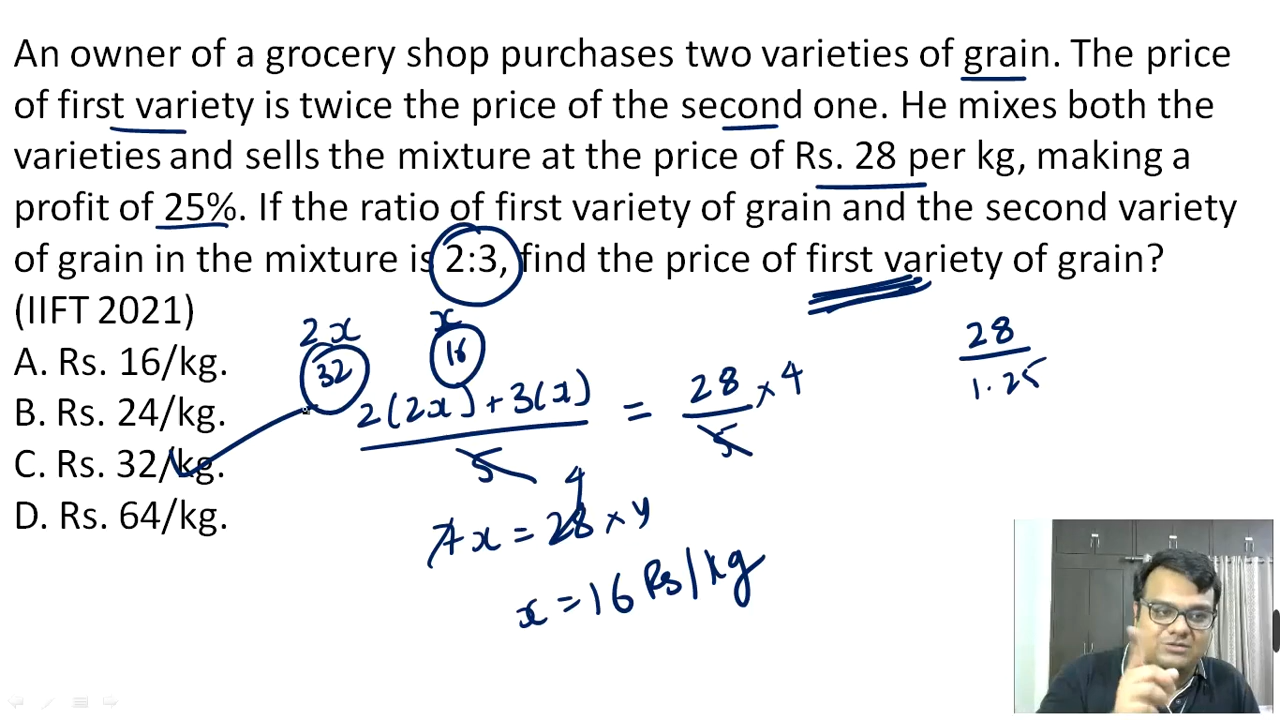 An owner of a grocery shop purchases two varieties of grain. The price
of first variety is twice the price of the second one. He mixes both the
varieties and sells the mixture at the price of Rs. 28 per kg, making a
profit of 25%. If the ratio of first variety of grain and the second variety
of grain in the mixture is 2:3, find the price of first variety of grain?
(IIFT 2021)
A. Rs. 16/kg.
B. Rs. 24/kg.
C. Rs. 32/kg.
D. Rs. 64/kg.
2x x
32 16
2(2x)+3(x)
5
=
28
5
×4
28
1.25
4
7x = 28 × 4
x = 16 Rs/kg